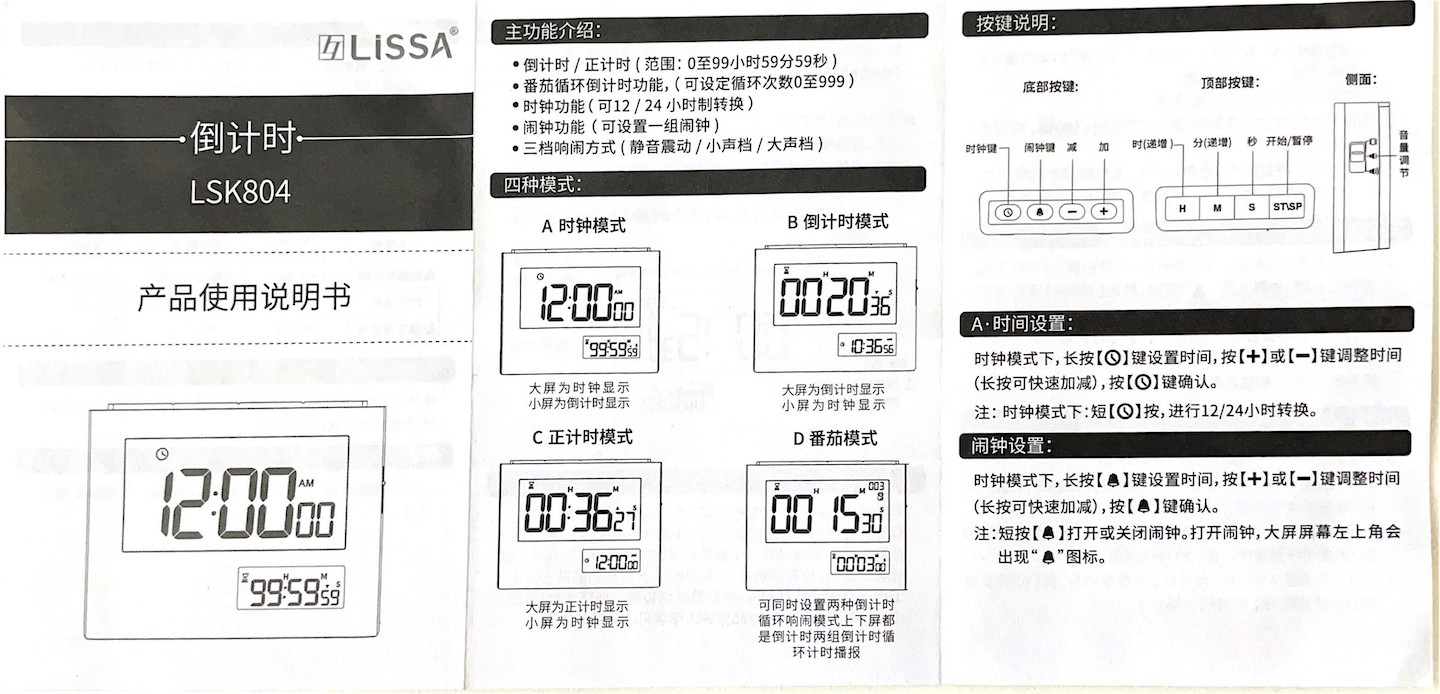 LISSA®
倒计时
LSK804
产品使用说明书
12:00 00 AM
99 59 59 H M S
主功能介绍：
•倒计时 / 正计时（范围：0至99小时59分59秒）
•番茄循环倒计时功能，（可设定循环次数0至999）
•时钟功能（可12 / 24 小时制转换）
•闹钟功能（可设置一组闹钟）
•三档响闹方式（静音震动 / 小声档 / 大声档）
四种模式：
A 时钟模式
12:00 00 AM
99 59 59
大屏为时钟显示
小屏为倒计时显示
B 倒计时模式
H M S
00 20 36
10:36 56
大屏为倒计时显示
小屏为时钟显示
C 正计时模式
H M S
00:36 27
12:00 00
大屏为正计时显示
小屏为时钟显示
D 番茄模式
H M 003 S
00 15 30
00 03 00
可同时设置两种倒计时
循环响闹模式上下屏都
是倒计时两组倒计时循
环计时播报
按键说明：
底部按键：
时钟键 闹钟键 减 加
顶部按键：
时(递增) 分(递增) 秒 开始/暂停
H M S ST\SP
侧面：
音量调节
A·时间设置：
时钟模式下，长按【🕒】键设置时间，按【+】或【-】键调整时间
（长按可快速加减），按【🕒】键确认。
注：时钟模式下：短【🕒】按，进行12/24小时转换。
闹钟设置：
时钟模式下，长按【🔔】键设置时间，按【+】或【-】键调整时间
（长按可快速加减），按【🔔】键确认。
注：短按【🔔】打开或关闭闹钟。打开闹钟，大屏屏幕左上角会
出现“🔔”图标。